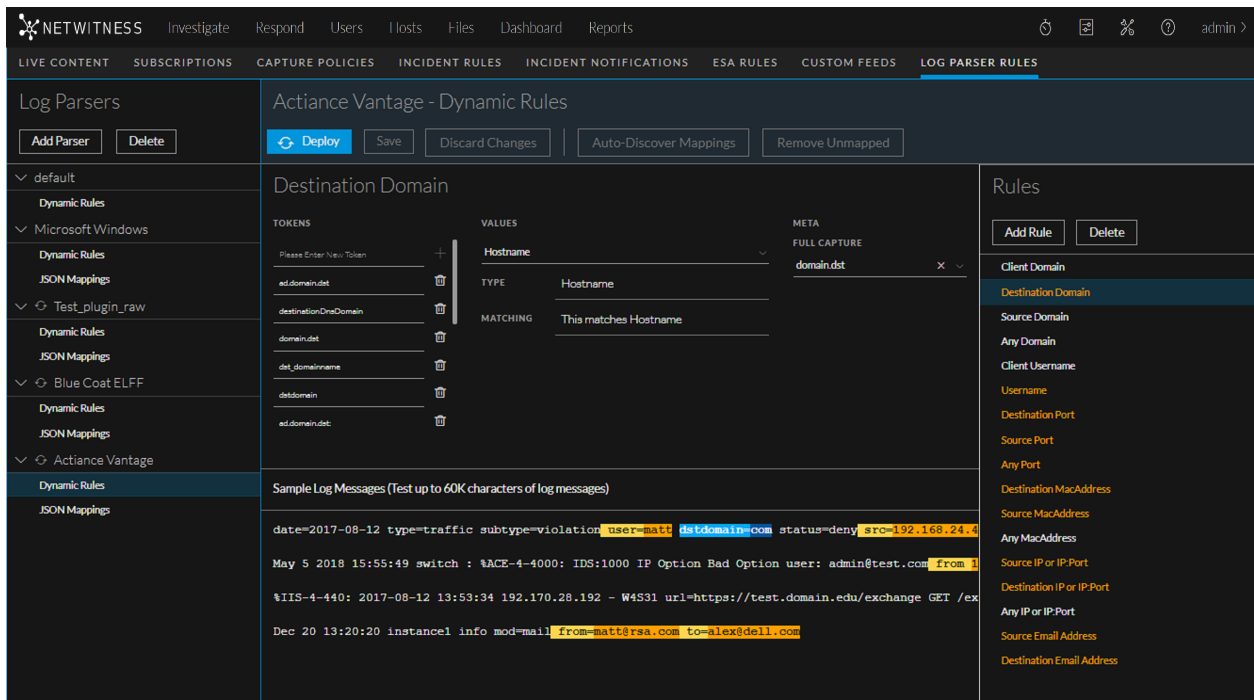 NETWITNESS Investigate Respond Users Hosts Files Dashboard Reports admin >
LIVE CONTENT SUBSCRIPTIONS CAPTURE POLICIES INCIDENT RULES INCIDENT NOTIFICATIONS ESA RULES CUSTOM FEEDS LOG PARSER RULES
Log Parsers
Add Parser Delete
default
Dynamic Rules
Microsoft Windows
Dynamic Rules
JSON Mappings
Test_plugin_raw
Dynamic Rules
JSON Mappings
Blue Coat ELFF
Dynamic Rules
JSON Mappings
Actiance Vantage
Dynamic Rules
JSON Mappings
Actiance Vantage - Dynamic Rules
Deploy Save Discard Changes Auto-Discover Mappings Remove Unmapped
Destination Domain
TOKENS
Please Enter New Token
ad.domain.dst
destinationDnsDomain
domain.dst
dst_domainname
dstdomain
ad.domain.dst:
VALUES
Hostname
TYPE Hostname
MATCHING This matches Hostname
META
FULL CAPTURE
domain.dst
Sample Log Messages (Test up to 60K characters of log messages)
date=2017-08-12 type=traffic subtype=violation user=matt dstdomain=com status=deny src=192.168.24.4
May 5 2018 15:55:49 switch : %ACE-4-4000: IDS:1000 IP Option Bad Option user: admin@test.com from 1
%IIS-4-440: 2017-08-12 13:53:34 192.170.28.192 - W4S31 url=https://test.domain.edu/exchange GET /ex
Dec 20 13:20:20 instance1 info mod=mail from=matt@rsa.com to=alex@dell.com
Rules
Add Rule Delete
Client Domain
Destination Domain
Source Domain
Any Domain
Client Username
Username
Destination Port
Source Port
Any Port
Destination MacAddress
Source MacAddress
Any MacAddress
Source IP or IP:Port
Destination IP or IP:Port
Any IP or IP:Port
Source Email Address
Destination Email Address